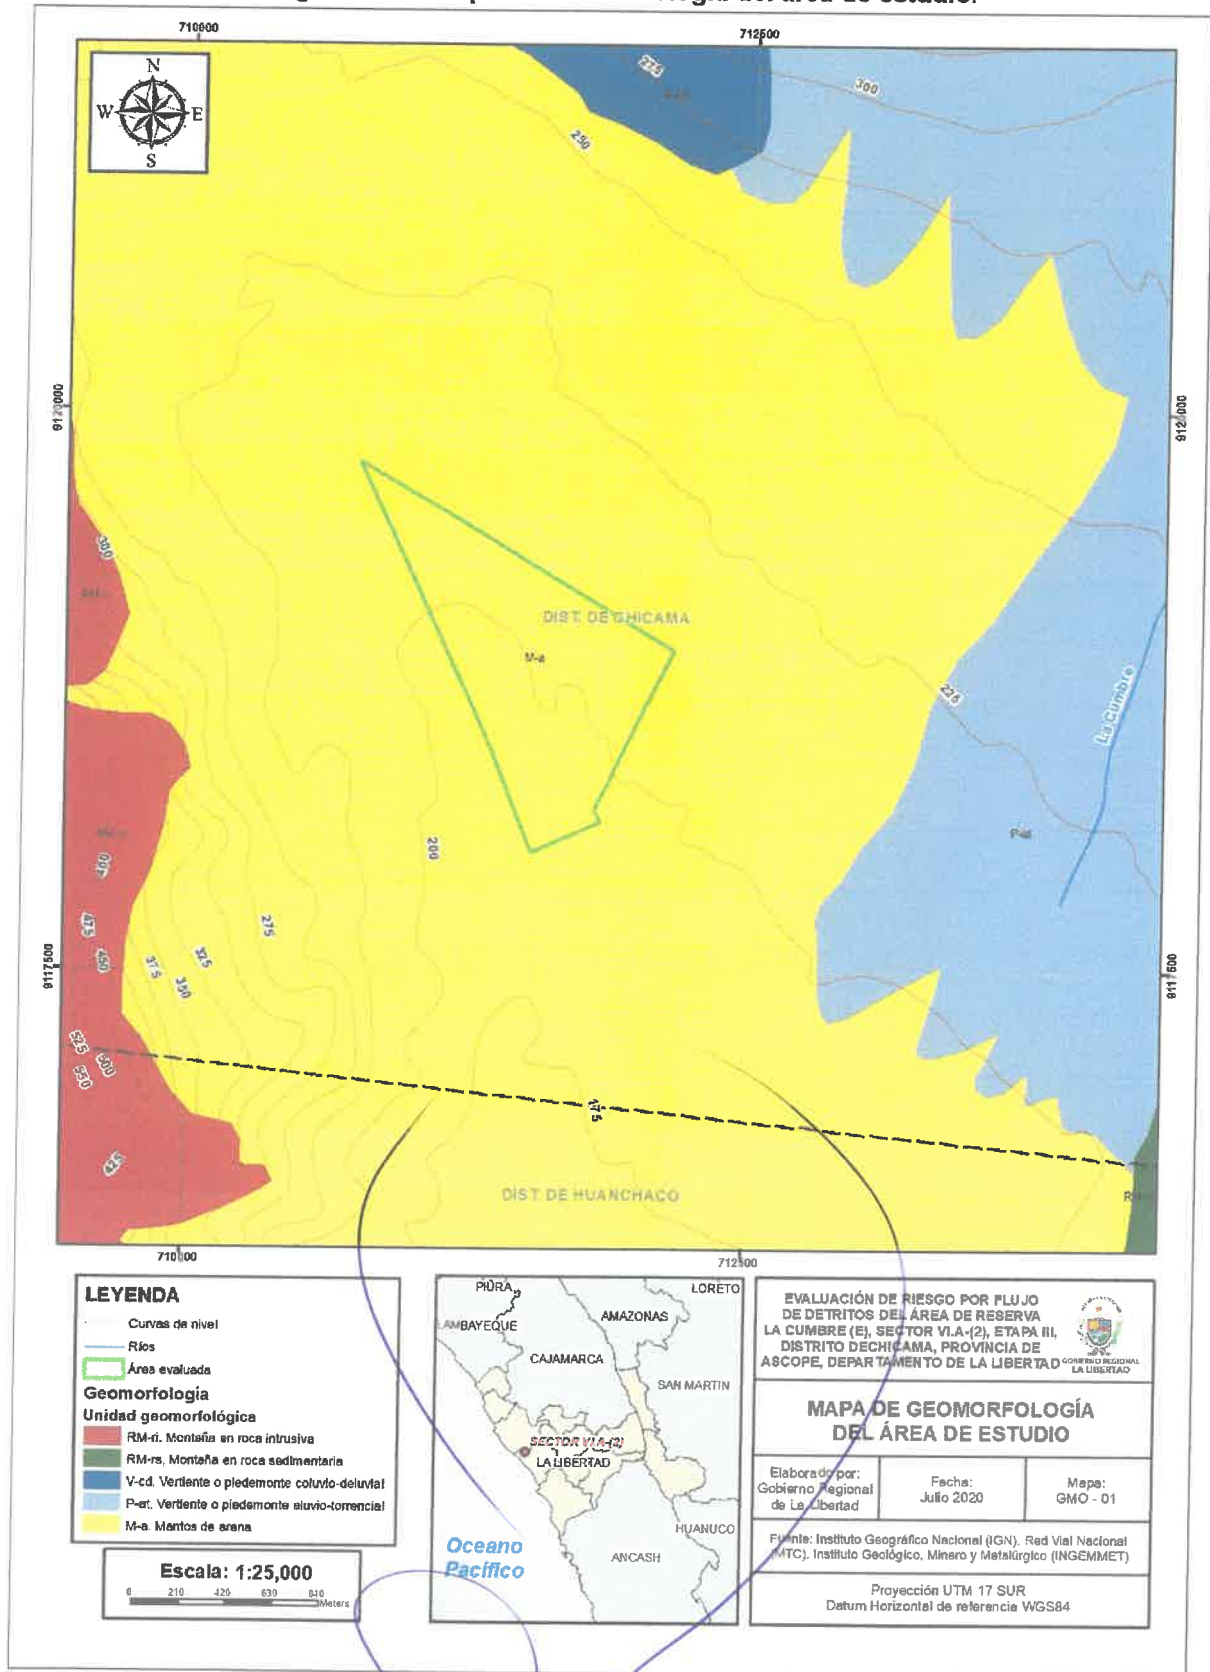 del área de estudio.
710000
712500
N
W
E
S
275
300
250
9120000
9120000
300
DIST. DE CHICAMA
M-a
225
La Cumbre
200
P-at
400
475
450
275
325
375
350
9117500
9117500
525
500
550
175
425
DIST. DE HUANCHACO
710000
712500
LEYENDA
Curvas de nivel
Ríos
Área evaluada
Geomorfología
Unidad geomorfológica
RM-ri. Montaña en roca intrusiva
RM-rs, Montaña en roca sedimentaria
V-cd. Vertiente o piedemonte coluvio-deluvial
P-at. Vertiente o piedemonte aluvio-torrencial
M-a. Mantos de arena
Escala: 1:25,000
0 210 420 630 840
Meters
PIURA
LORETO
LAMBAYEQUE
AMAZONAS
CAJAMARCA
SAN MARTIN
SECTOR VI.A-(2)
LA LIBERTAD
HUANUCO
ANCASH
Oceano
Pacífico
EVALUACIÓN DE RIESGO POR FLUJO
DE DETRITOS DEL ÁREA DE RESERVA
LA CUMBRE (E), SECTOR VI.A-(2), ETAPA III,
DISTRITO DECHICAMA, PROVINCIA DE
ASCOPE, DEPARTAMENTO DE LA LIBERTAD
GOBIERNO REGIONAL
LA LIBERTAD
MAPA DE GEOMORFOLOGÍA
DEL ÁREA DE ESTUDIO
Elaborado por:
Gobierno Regional
de La Libertad
Fecha:
Julio 2020
Mapa:
GMO - 01
Fuente: Instituto Geográfico Nacional (IGN). Red Vial Nacional
(MTC). Instituto Geológico, Minero y Metalúrgico (INGEMMET)
Proyección UTM 17 SUR
Datum Horizontal de referencia WGS84